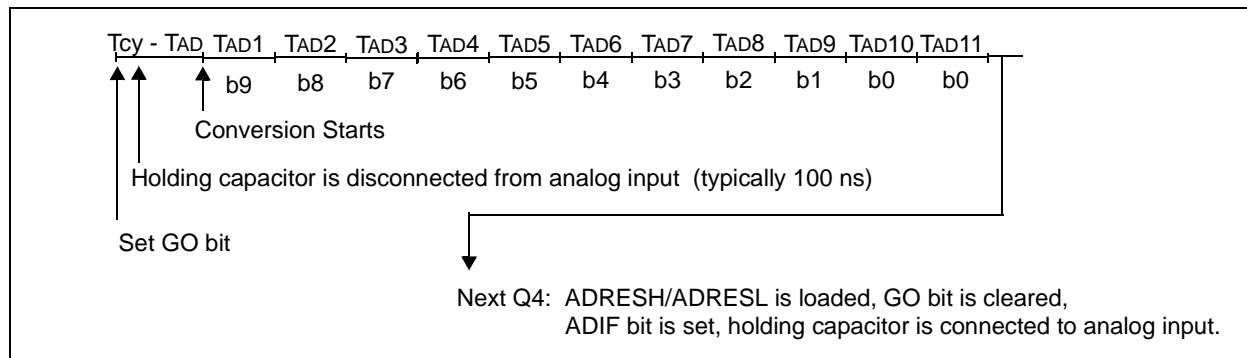 Tcy - TAD TAD1 TAD2 TAD3 TAD4 TAD5 TAD6 TAD7 TAD8 TAD9 TAD10 TAD11
b9 b8 b7 b6 b5 b4 b3 b2 b1 b0 b0
Conversion Starts
Holding capacitor is disconnected from analog input (typically 100 ns)
Set GO bit
Next Q4: ADRESH/ADRESL is loaded, GO bit is cleared,
ADIF bit is set, holding capacitor is connected to analog input.